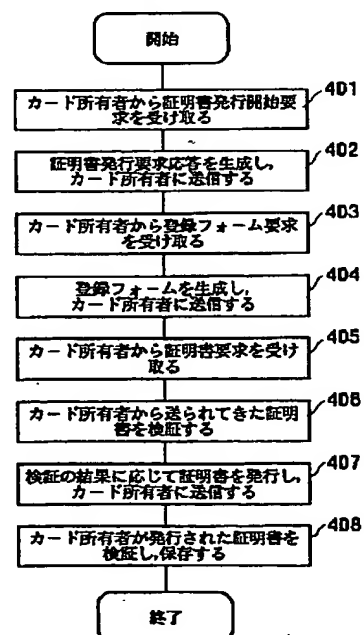 開始
401
カード所有者から証明書発行開始要
求を受け取る
402
証明書発行要求応答を生成し,
カード所有者に送信する
403
カード所有者から登録フォーム要求
を受け取る
404
登録フォームを生成し,
カード所有者に送信する
405
カード所有者から証明書要求を受け
取る
406
カード所有者から送られてきた証明
書を検証する
407
検証の結果に応じて証明書を発行し,
カード所有者に送信する
408
カード所有者が発行された証明書を
検証し,保存する
終了